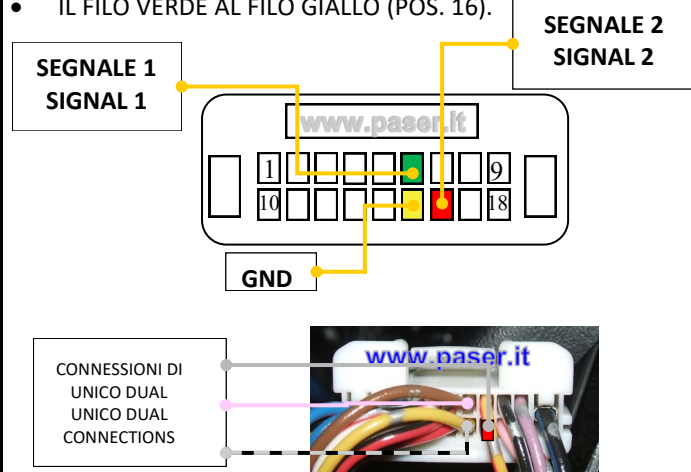 • IL FILO VERDE AL FILO GIALLO (POS. 16).
SEGNALE 2
SIGNAL 2
SEGNALE 1
SIGNAL 1
www.paser.it
1
9
10
18
GND
CONNESSIONI DI
UNICO DUAL
UNICO DUAL
CONNECTIONS
www.paser.it